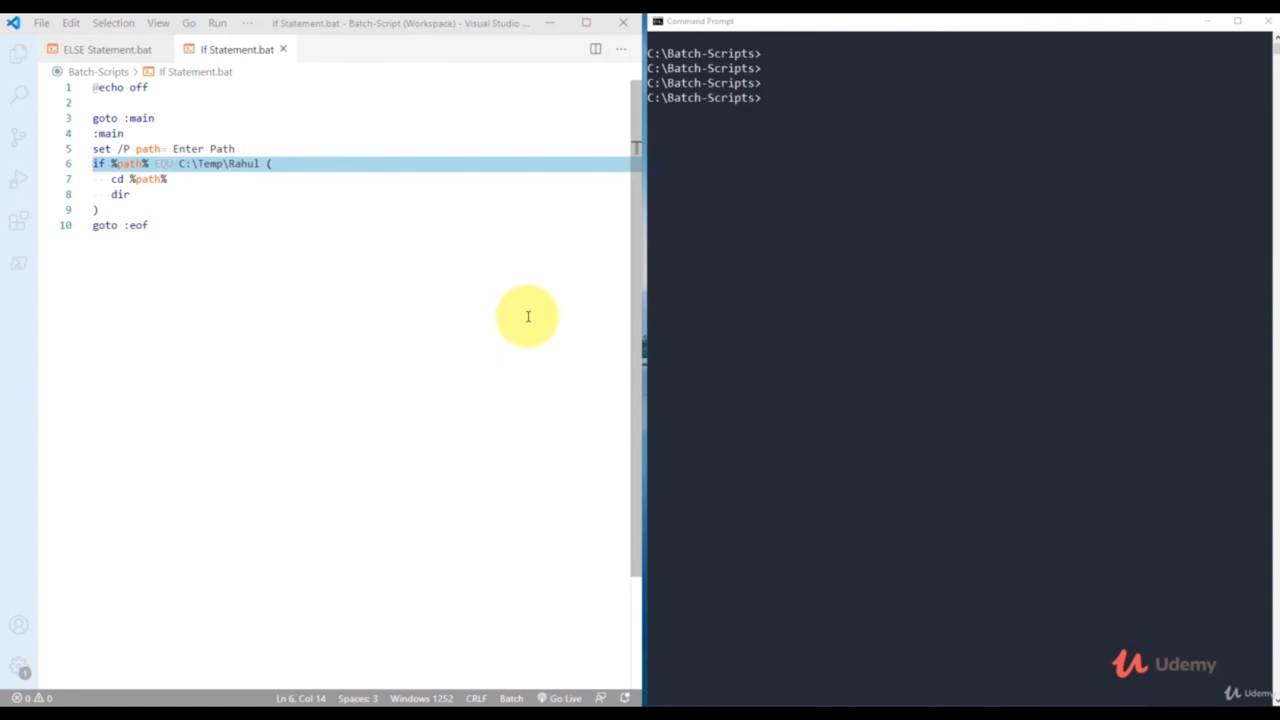 File Edit Selection View Go Run ··· If Statement.bat - Batch-Script (Workspace) - Visual Studio ...
ELSE Statement.bat If Statement.bat
Batch-Scripts > If Statement.bat
1 @echo off
2
3 goto :main
4 :main
5 set /P path= Enter Path
6 if %path% EQU C:\Temp\Rahul (
7 cd %path%
8 dir
9 )
10 goto :eof
1
0 0 Ln 6, Col 14 Spaces: 3 Windows 1252 CRLF Batch Go Live
Command Prompt
C:\Batch-Scripts>
C:\Batch-Scripts>
C:\Batch-Scripts>
C:\Batch-Scripts>
Udemy
Udemy